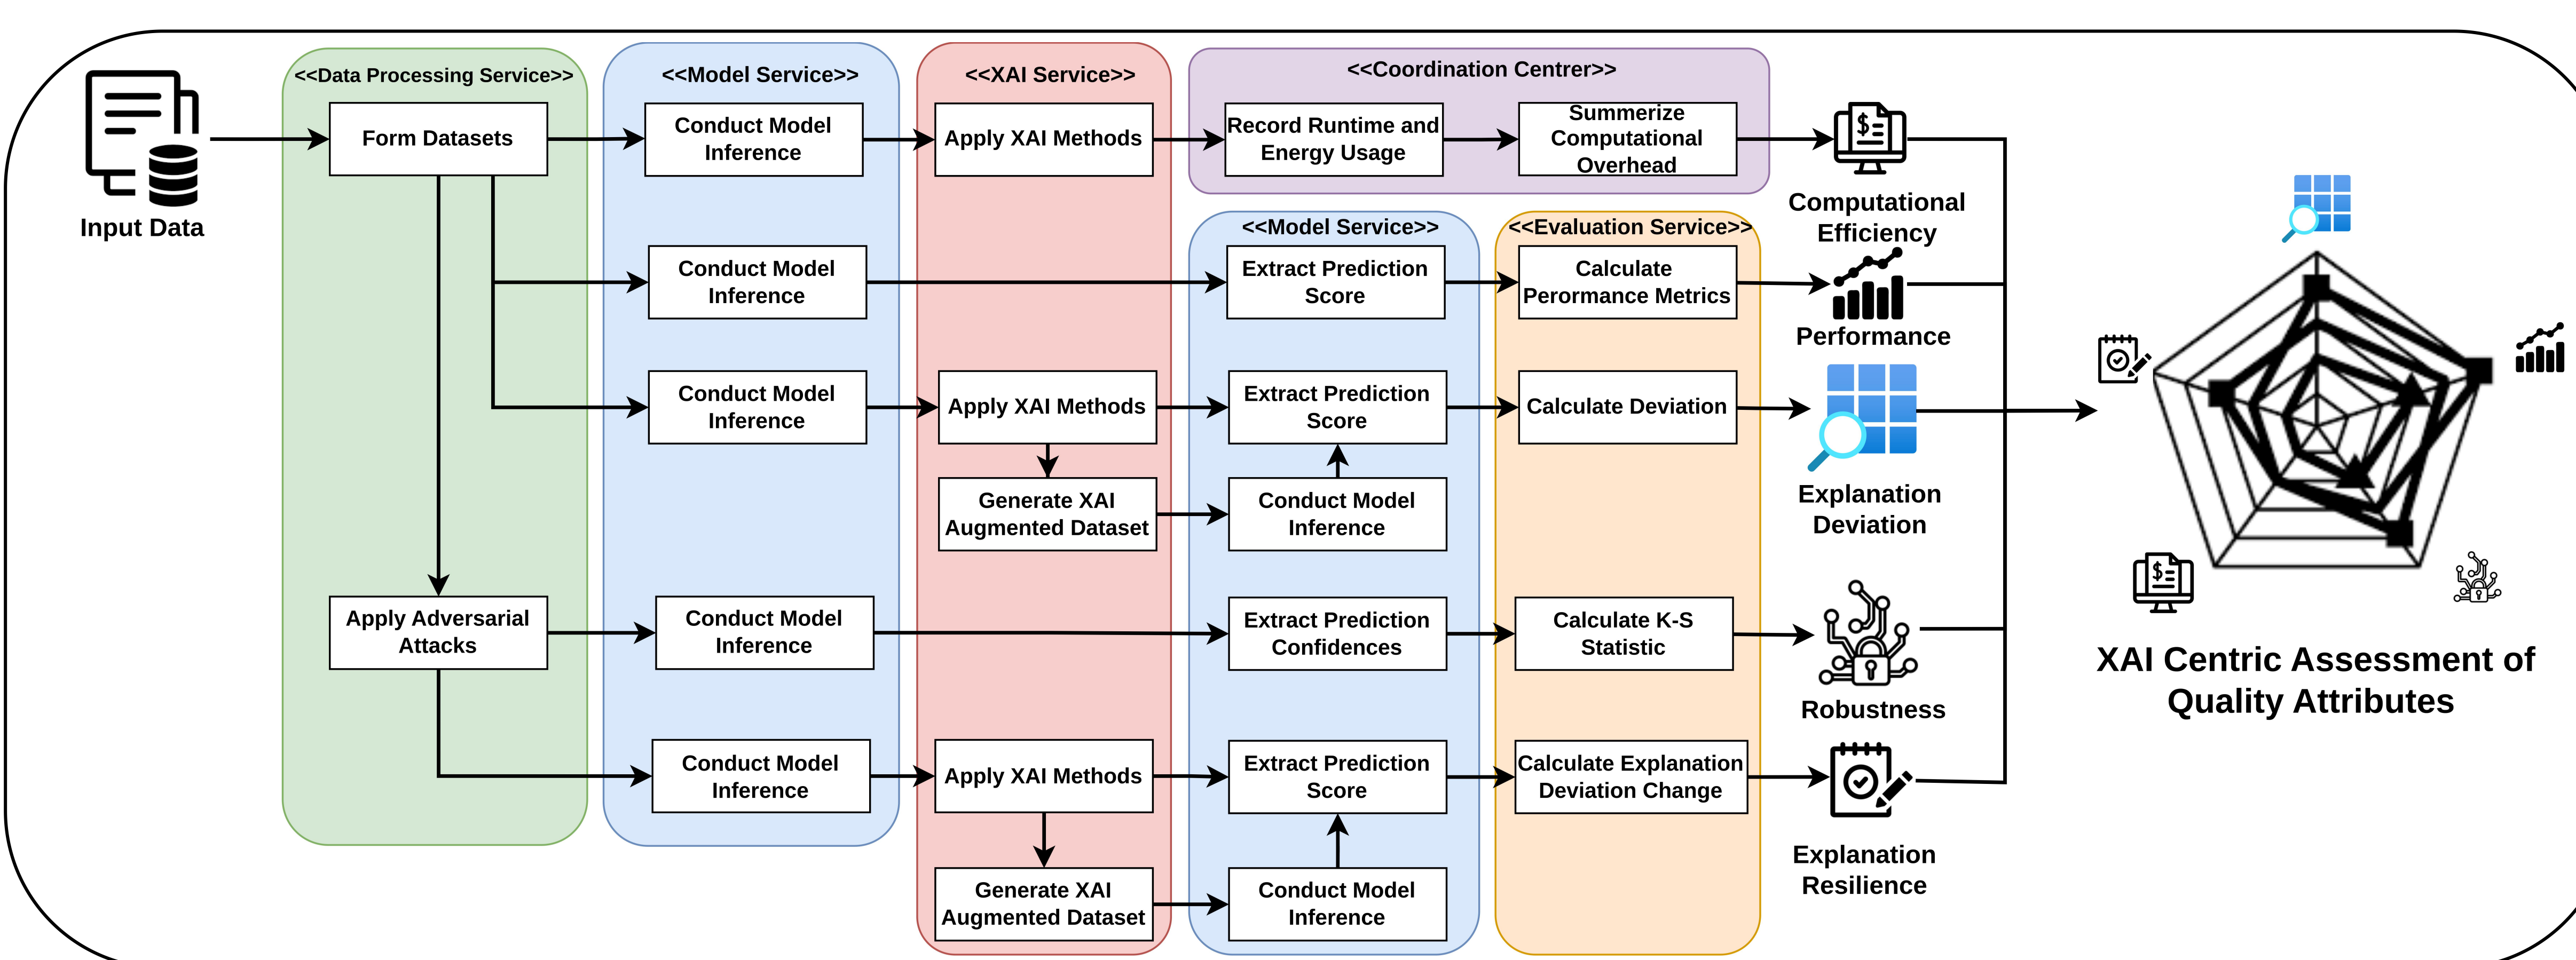 <<Data Processing Service>>
<<Model Service>>
<<XAI Service>>
<<Coordination Centrer>>
Input Data
Form Datasets
Conduct Model
Inference
Apply XAI Methods
Record Runtime and
Energy Usage
Summerize
Computational
Overhead
Computational
Efficiency
<<Model Service>>
<<Evaluation Service>>
Conduct Model
Inference
Extract Prediction
Score
Calculate
Perormance Metrics
Performance
Conduct Model
Inference
Apply XAI Methods
Extract Prediction
Score
Calculate Deviation
Generate XAI
Augmented Dataset
Conduct Model
Inference
Explanation
Deviation
Apply Adversarial
Attacks
Conduct Model
Inference
Extract Prediction
Confidences
Calculate K-S
Statistic
Robustness
Conduct Model
Inference
Apply XAI Methods
Extract Prediction
Score
Calculate Explanation
Deviation Change
Generate XAI
Augmented Dataset
Conduct Model
Inference
Explanation
Resilience
XAI Centric Assessment of
Quality Attributes